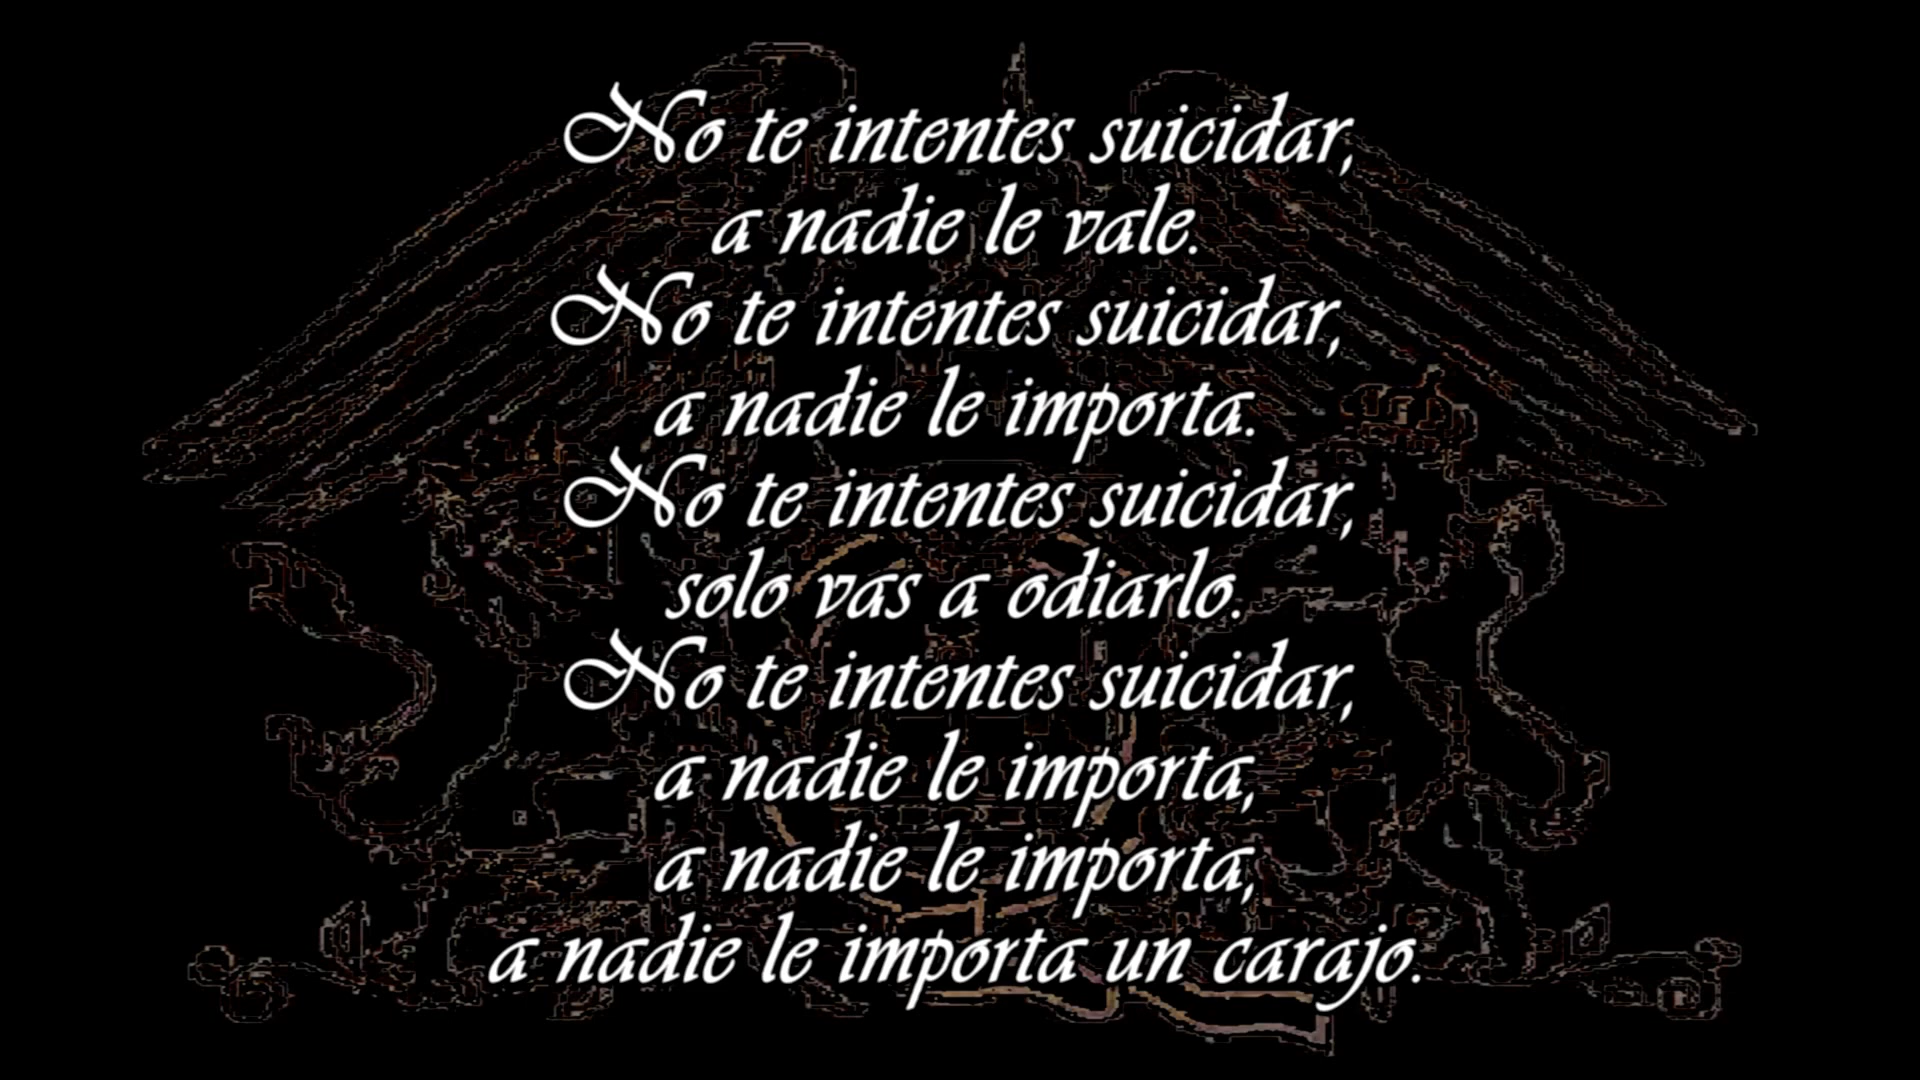 No te intentes suicidar,
a nadie le vale.
No te intentes suicidar,
a nadie le importa.
No te intentes suicidar,
solo vas a odiarlo.
No te intentes suicidar,
a nadie le importa,
a nadie le importa,
a nadie le importa un carajo.